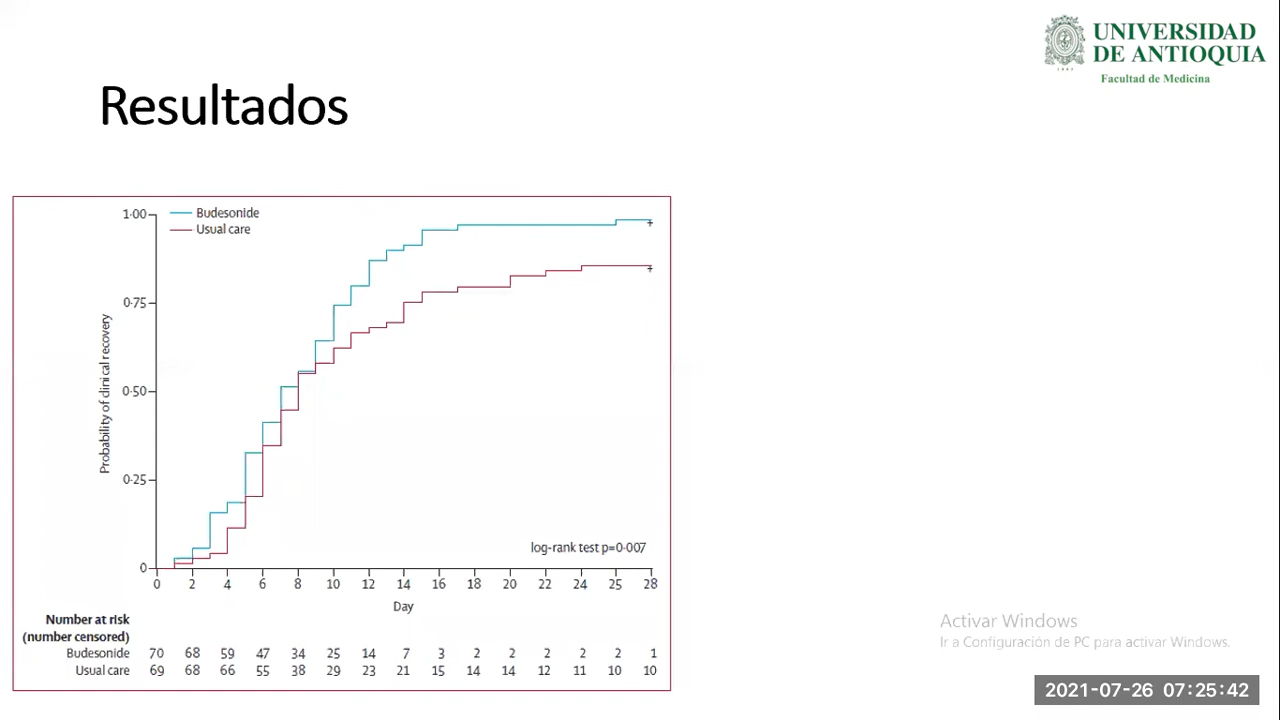 UNIVERSIDAD
DE ANTIOQUIA
Facultad de Medicina
Resultados
Budesonide
Usual care
1·00
0·75
0·50
0·25
0
Probability of clinical recovery
log-rank test p=0·007
0 2 4 6 8 10 12 14 16 18 20 22 24 25 28
Day
Number at risk
(number censored)
Budesonide 70 68 59 47 34 25 14 7 3 2 2 2 2 2 1
Usual care 69 68 66 55 38 29 23 21 15 14 14 12 11 10 10
Activar Windows
Ir a Configuración de PC para activar Windows.
2021-07-26 07:25:42